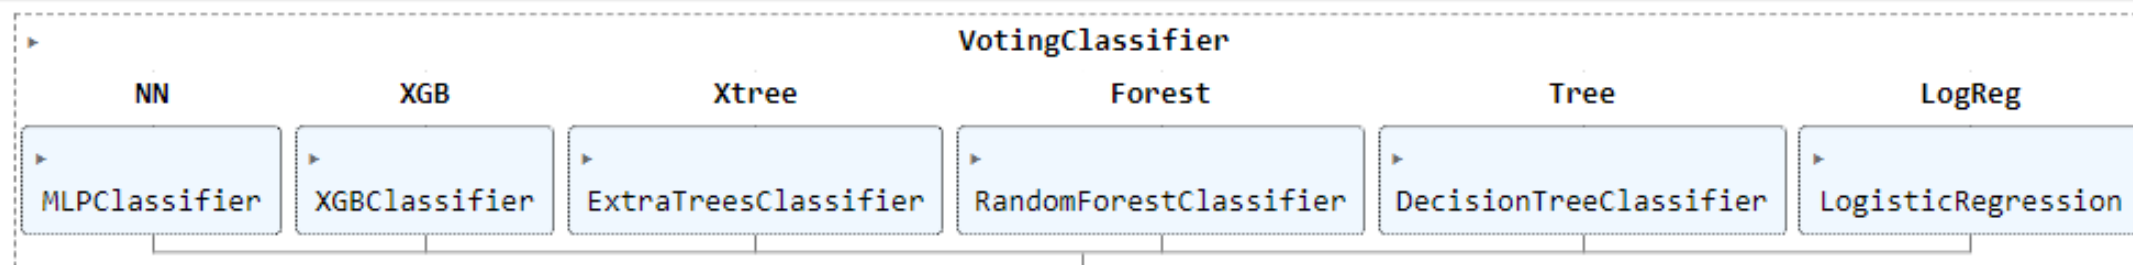 VotingClassifier
NN XGB Xtree Forest Tree LogReg
MLPClassifier XGBClassifier ExtraTreesClassifier RandomForestClassifier DecisionTreeClassifier LogisticRegression